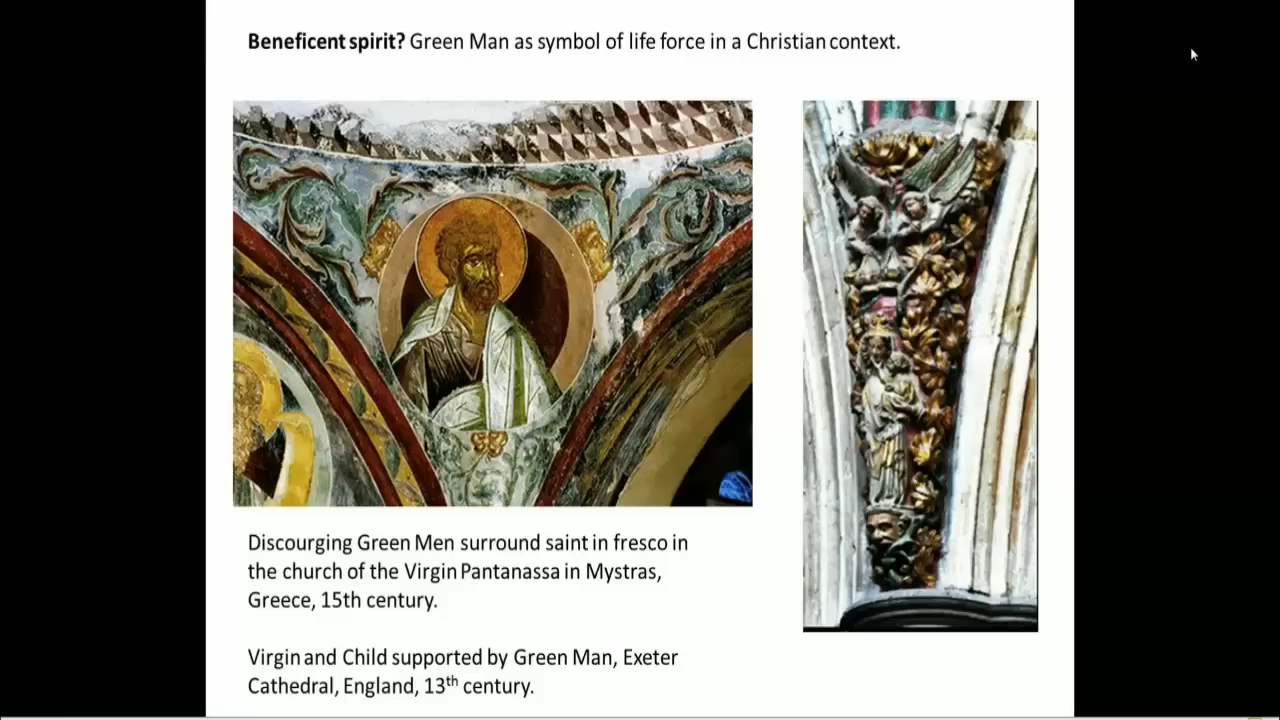 Beneficent spirit? Green Man as symbol of life force in a Christian context.
Discourging Green Men surround saint in fresco in
the church of the Virgin Pantanassa in Mystras,
Greece, 15th century.
Virgin and Child supported by Green Man, Exeter
Cathedral, England, 13th century.